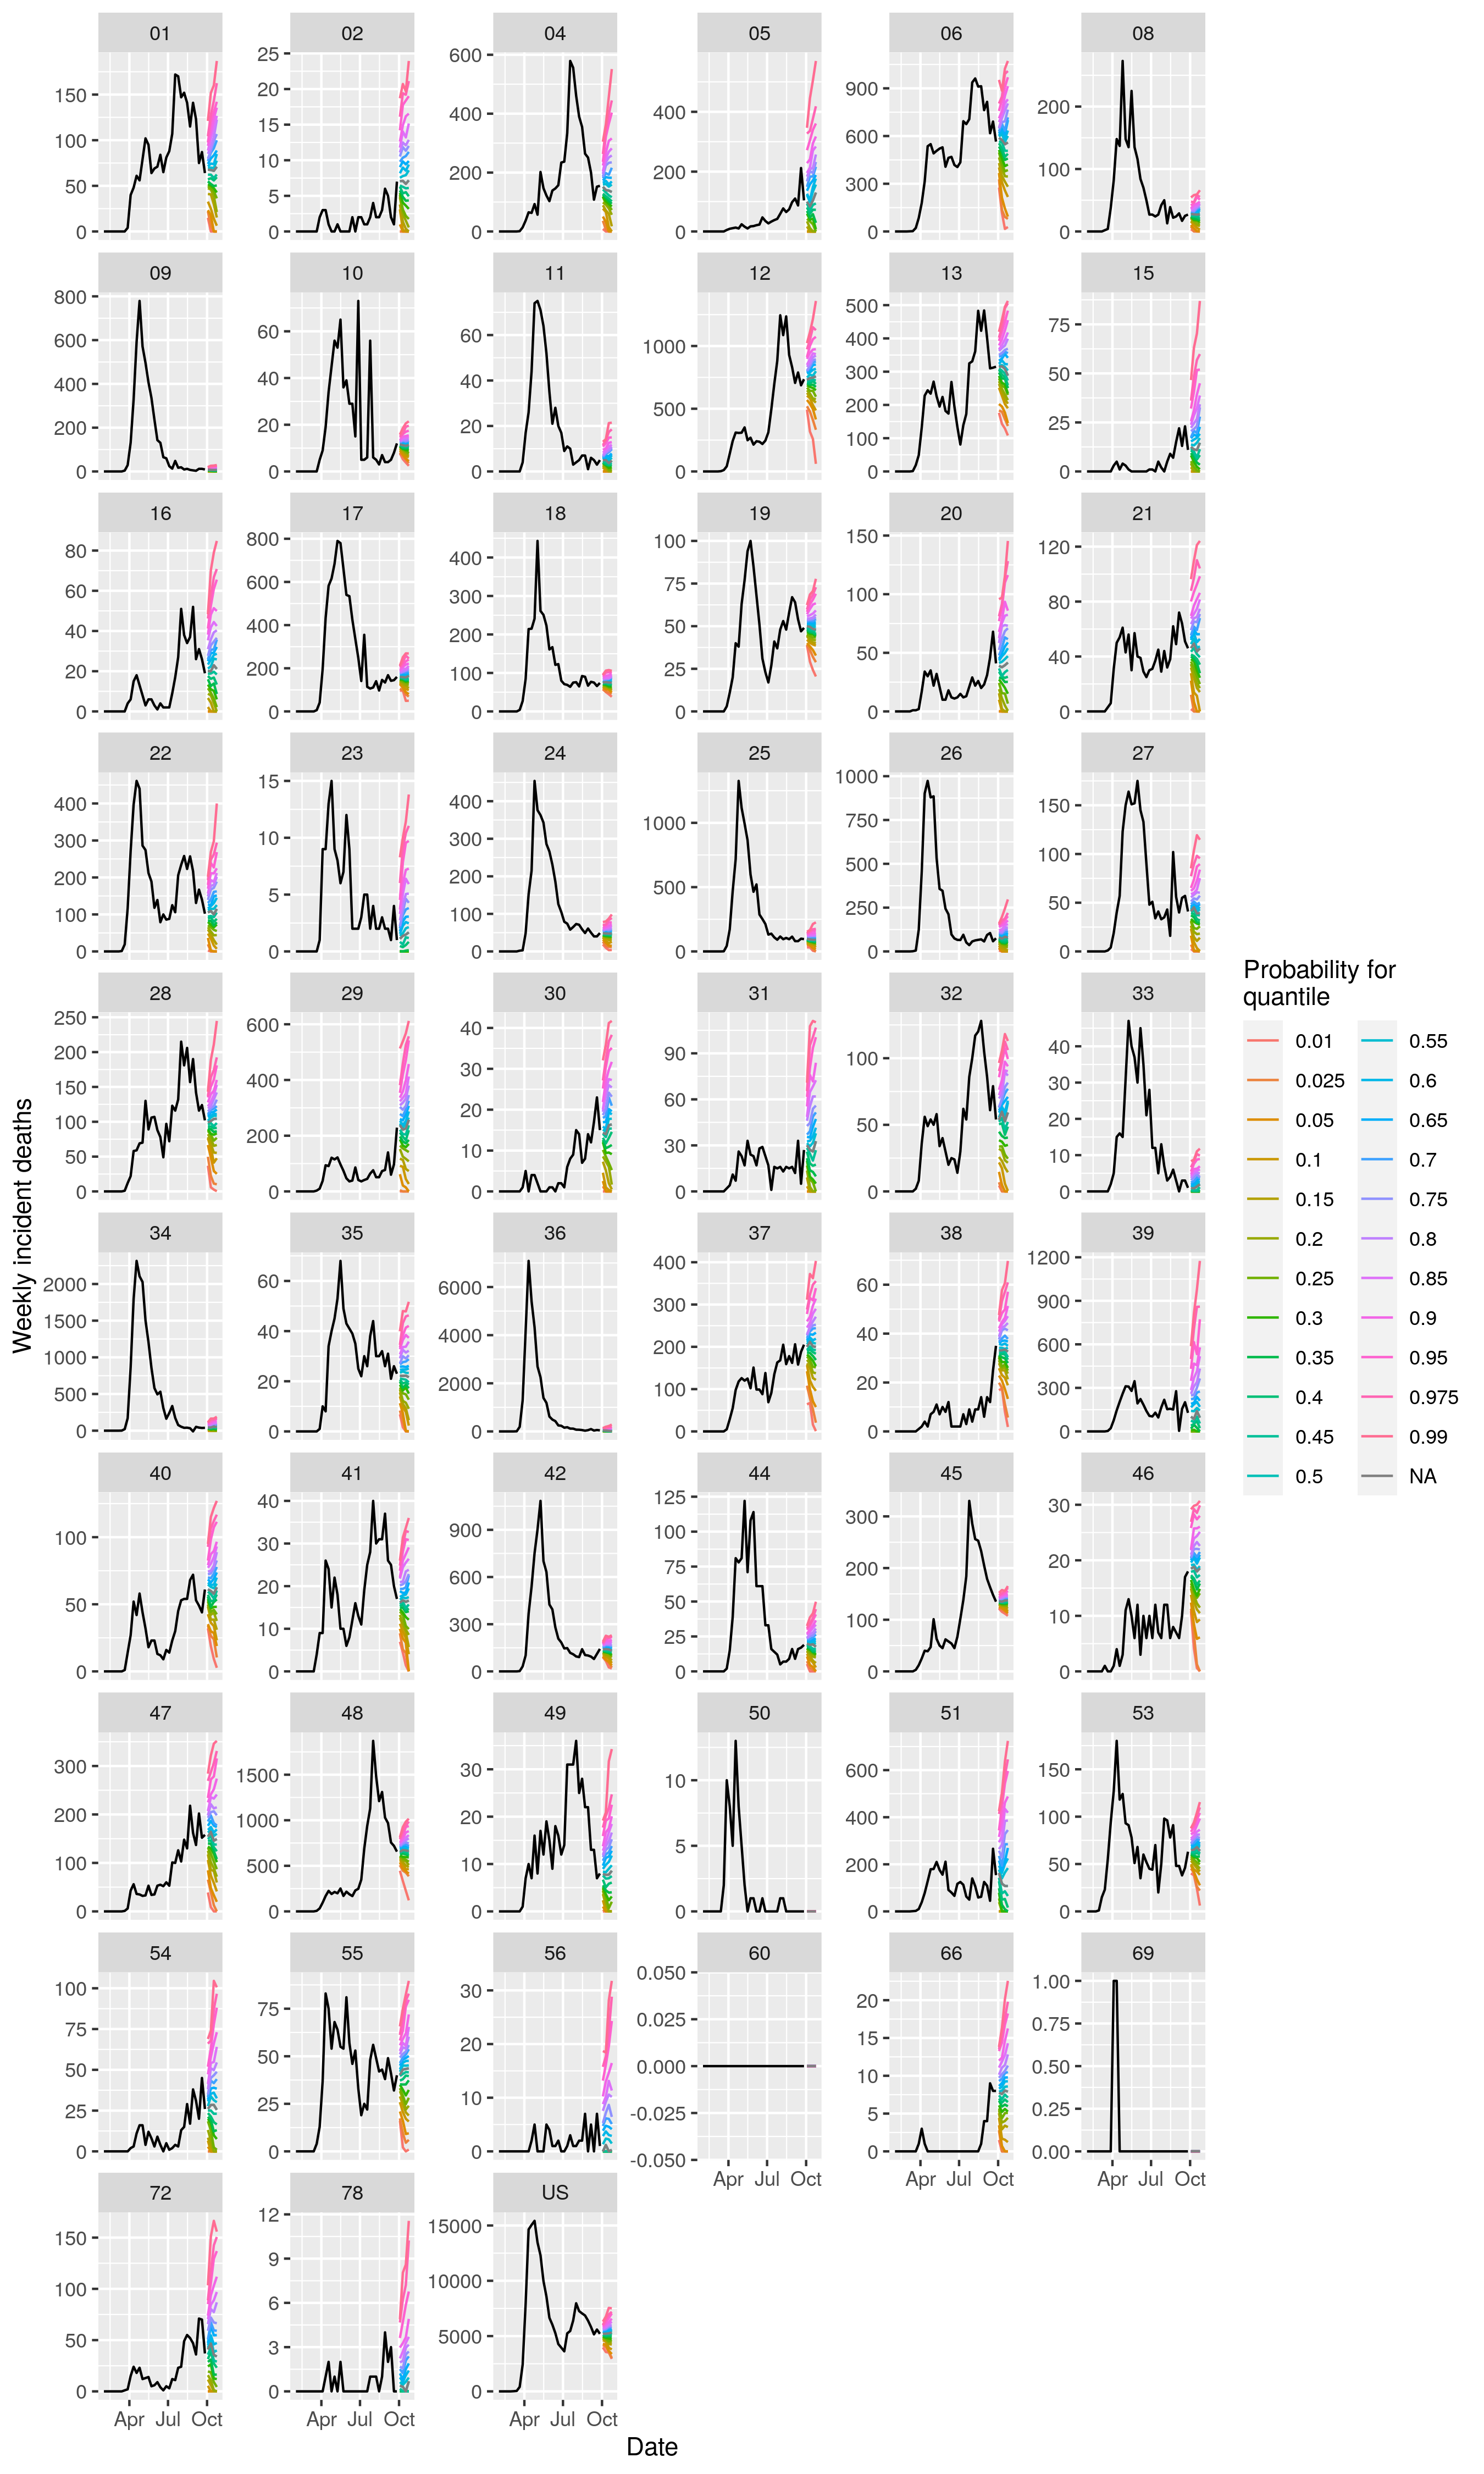 01 02 04 05 06 08
0 50 100 150
0 5 10 15 20 25
0 200 400 600
0 200 400
0 300 600 900
0 100 200
09 10 11 12 13 15
0 200 400 600 800
0 20 40 60
0 20 40 60
0 500 1000
0 100 200 300 400 500
0 25 50 75
16 17 18 19 20 21
0 20 40 60 80
0 200 400 600 800
0 100 200 300 400
0 25 50 75 100
0 50 100 150
0 40 80 120
22 23 24 25 26 27
0 100 200 300 400
0 5 10 15
0 100 200 300 400
0 500 1000
0 250 500 750 1000
0 50 100 150
28 29 30 31 32 33
0 50 100 150 200 250
0 200 400 600
0 10 20 30 40
0 30 60 90
0 50 100
0 10 20 30 40
34 35 36 37 38 39
0 500 1000 1500 2000
0 20 40 60
0 2000 4000 6000
0 100 200 300 400
0 20 40 60
0 300 600 900 1200
40 41 42 44 45 46
0 50 100
0 10 20 30 40
0 300 600 900
0 25 50 75 100 125
0 100 200 300
0 10 20 30
47 48 49 50 51 53
0 100 200 300
0 500 1000 1500
0 10 20 30
0 5 10
0 200 400 600
0 50 100 150
54 55 56 60 66 69
0 25 50 75 100
0 25 50 75
0 10 20 30
-0.050 -0.025 0.000 0.025 0.050
0 5 10 15 20
0.00 0.25 0.50 0.75 1.00
Apr Jul Oct
Apr Jul Oct
Apr Jul Oct
72 78 US
0 50 100 150
0 3 6 9 12
0 5000 10000 15000
Apr Jul Oct
Apr Jul Oct
Apr Jul Oct
Date
Weekly incident deaths
Probability for
quantile
0.01 0.55
0.025 0.6
0.05 0.65
0.1 0.7
0.15 0.75
0.2 0.8
0.25 0.85
0.3 0.9
0.35 0.95
0.4 0.975
0.45 0.99
0.5 NA